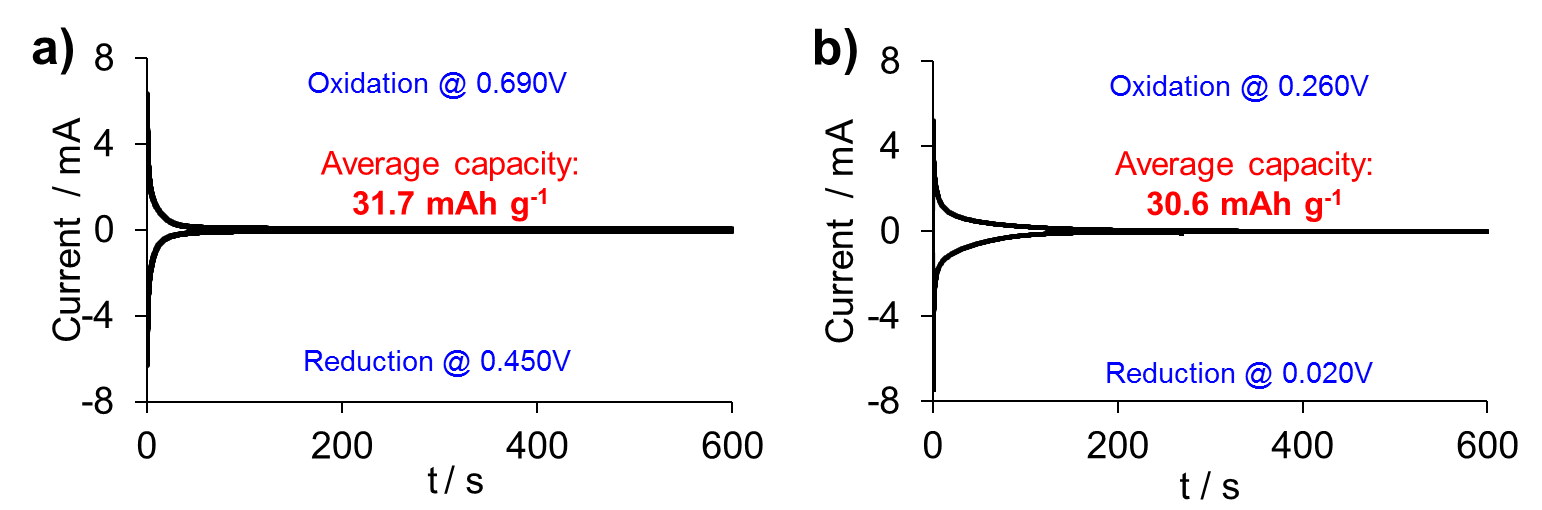 a)
8
4
0
-4
-8
Current / mA
Oxidation @ 0.690V
Average capacity:
31.7 mAh g-1
Reduction @ 0.450V
0
200
400
600
t / s
b)
8
4
0
-4
-8
Current / mA
Oxidation @ 0.260V
Average capacity:
30.6 mAh g-1
Reduction @ 0.020V
0
200
400
600
t / s